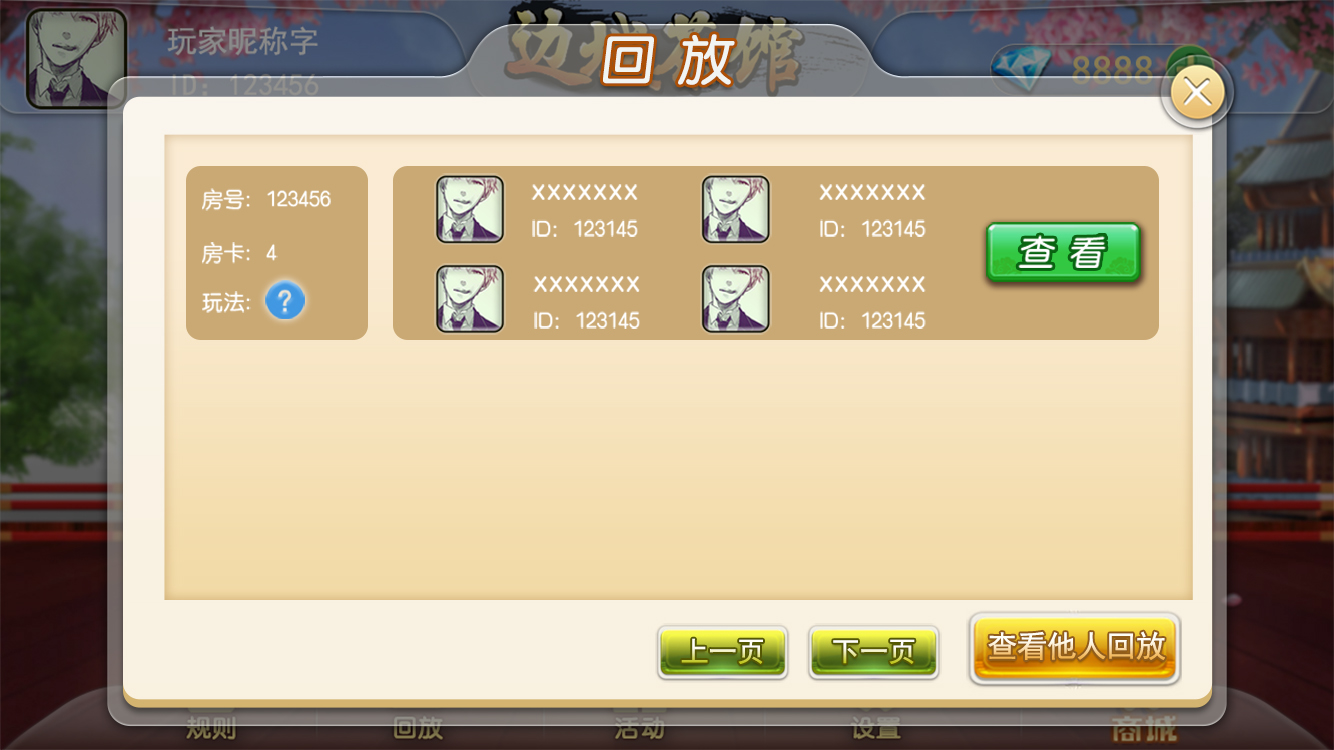 玩家昵称字
ID：123456
回放
8888
房号：123456
房卡：4
玩法：?
XXXXXXX
ID：123145
XXXXXXX
ID：123145
XXXXXXX
ID：123145
XXXXXXX
ID：123145
查看
上一页
下一页
查看他人回放
规则
回放
活动
设置
商城